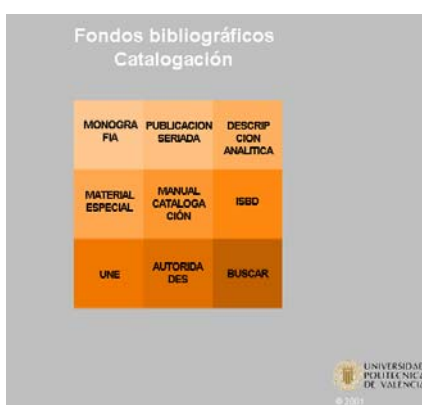 Fondos bibliográficos
Catalogación
MONOGRA
FIA
PUBLICACION
SERIADA
DESCRIP
CION
ANALITICA
MATERIAL
ESPECIAL
MANUAL
CATALOGA
CIÓN
ISBD
UNE
AUTORIDA
DES
BUSCAR
UNIVERSIDAD
POLITECNICA
DE VALENCIA
© 2001